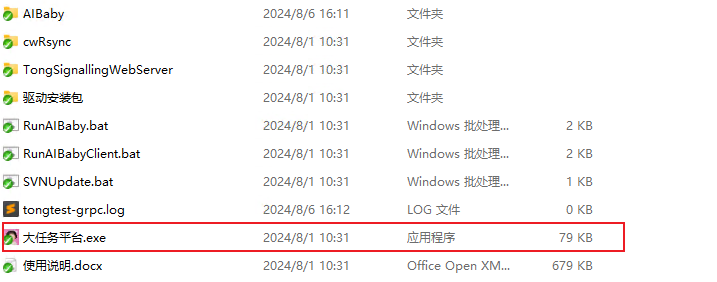 AIBaby 2024/8/6 16:11 文件夹
cwRsync 2024/8/1 10:31 文件夹
TongSignallingWebServer 2024/8/1 10:31 文件夹
驱动安装包 2024/8/1 10:31 文件夹
RunAIBaby.bat 2024/8/1 10:31 Windows 批处理... 2 KB
RunAIBabyClient.bat 2024/8/1 10:31 Windows 批处理... 2 KB
SVNUpdate.bat 2024/8/1 10:31 Windows 批处理... 1 KB
tongtest-grpc.log 2024/8/6 16:12 LOG 文件 0 KB
大任务平台.exe 2024/8/1 10:31 应用程序 79 KB
使用说明.docx 2024/8/1 10:31 Office Open XM... 679 KB